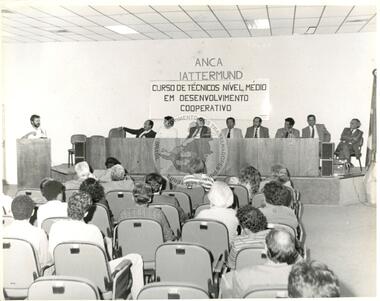 ANCA
IATTERMUND
CURSO DE TÉCNICOS NÍVEL MÉDIO
EM DESENVOLVIMENTO
COOPERATIVO